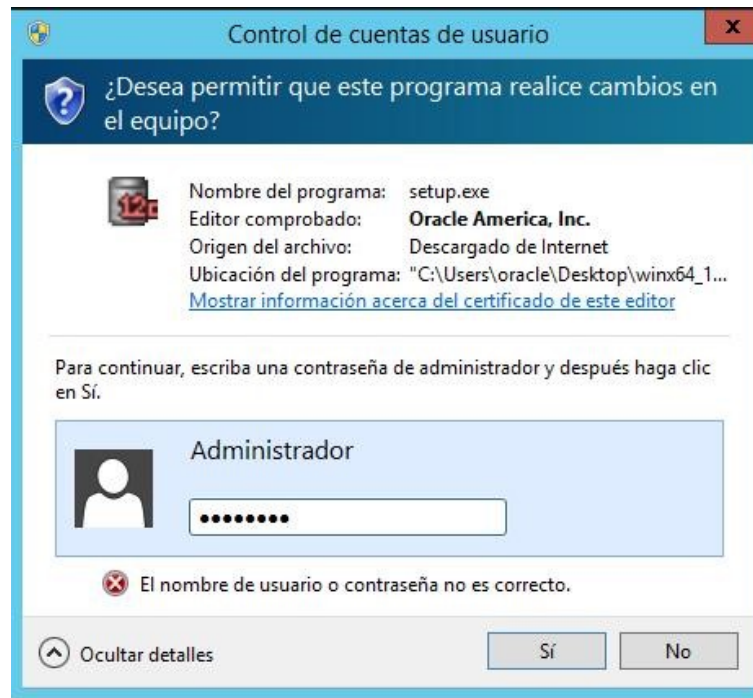 Control de cuentas de usuario
x
¿Desea permitir que este programa realice cambios en
el equipo?
12c
Nombre del programa: setup.exe
Editor comprobado: Oracle America, Inc.
Origen del archivo: Descargado de Internet
Ubicación del programa: "C:\Users\oracle\Desktop\winx64_1...
Mostrar información acerca del certificado de este editor
Para continuar, escriba una contraseña de administrador y después haga clic
en Sí.
Administrador
••••••••
El nombre de usuario o contraseña no es correcto.
Ocultar detalles
Sí
No